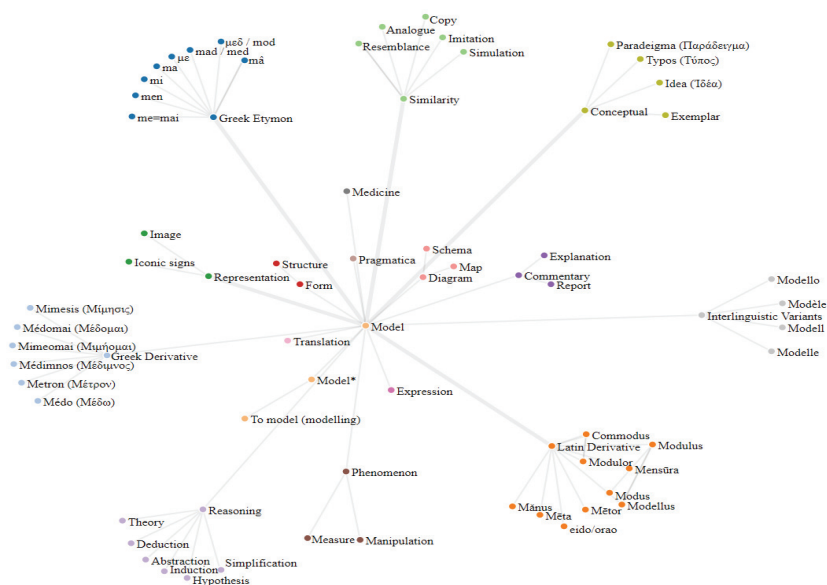 Copy
Analogue
Imitation
Resemblance
Simulation
Similarity
μεδ / mod
mad / med
με
mâ
ma
mi
men
me=mai
Greek Etymon
Paradeigma (Παράδειγμα)
Typos (Τύπος)
Idea (Ἰδέα)
Conceptual
Exemplar
Medicine
Image
Iconic signs
Representation
Structure
Form
Pragmatica
Schema
Map
Diagram
Explanation
Commentary
Report
Modello
Modèle
Interlinguistic Variants
Modell
Modelle
Model
Mimesis (Μίμησις)
Médomai (Μέδομαι)
Mimeomai (Μιμήομαι)
Greek Derivative
Médimnos (Μέδιμνος)
Metron (Μέτρον)
Médo (Μέδω)
Translation
Model*
To model (modelling)
Expression
Commodus
Latin Derivative
Modulus
Modulor
Mensūra
Modus
Modellus
Mānus
Mēta
Mētor
eido/orao
Phenomenon
Measure
Manipulation
Reasoning
Theory
Deduction
Abstraction
Induction
Simplification
Hypothesis